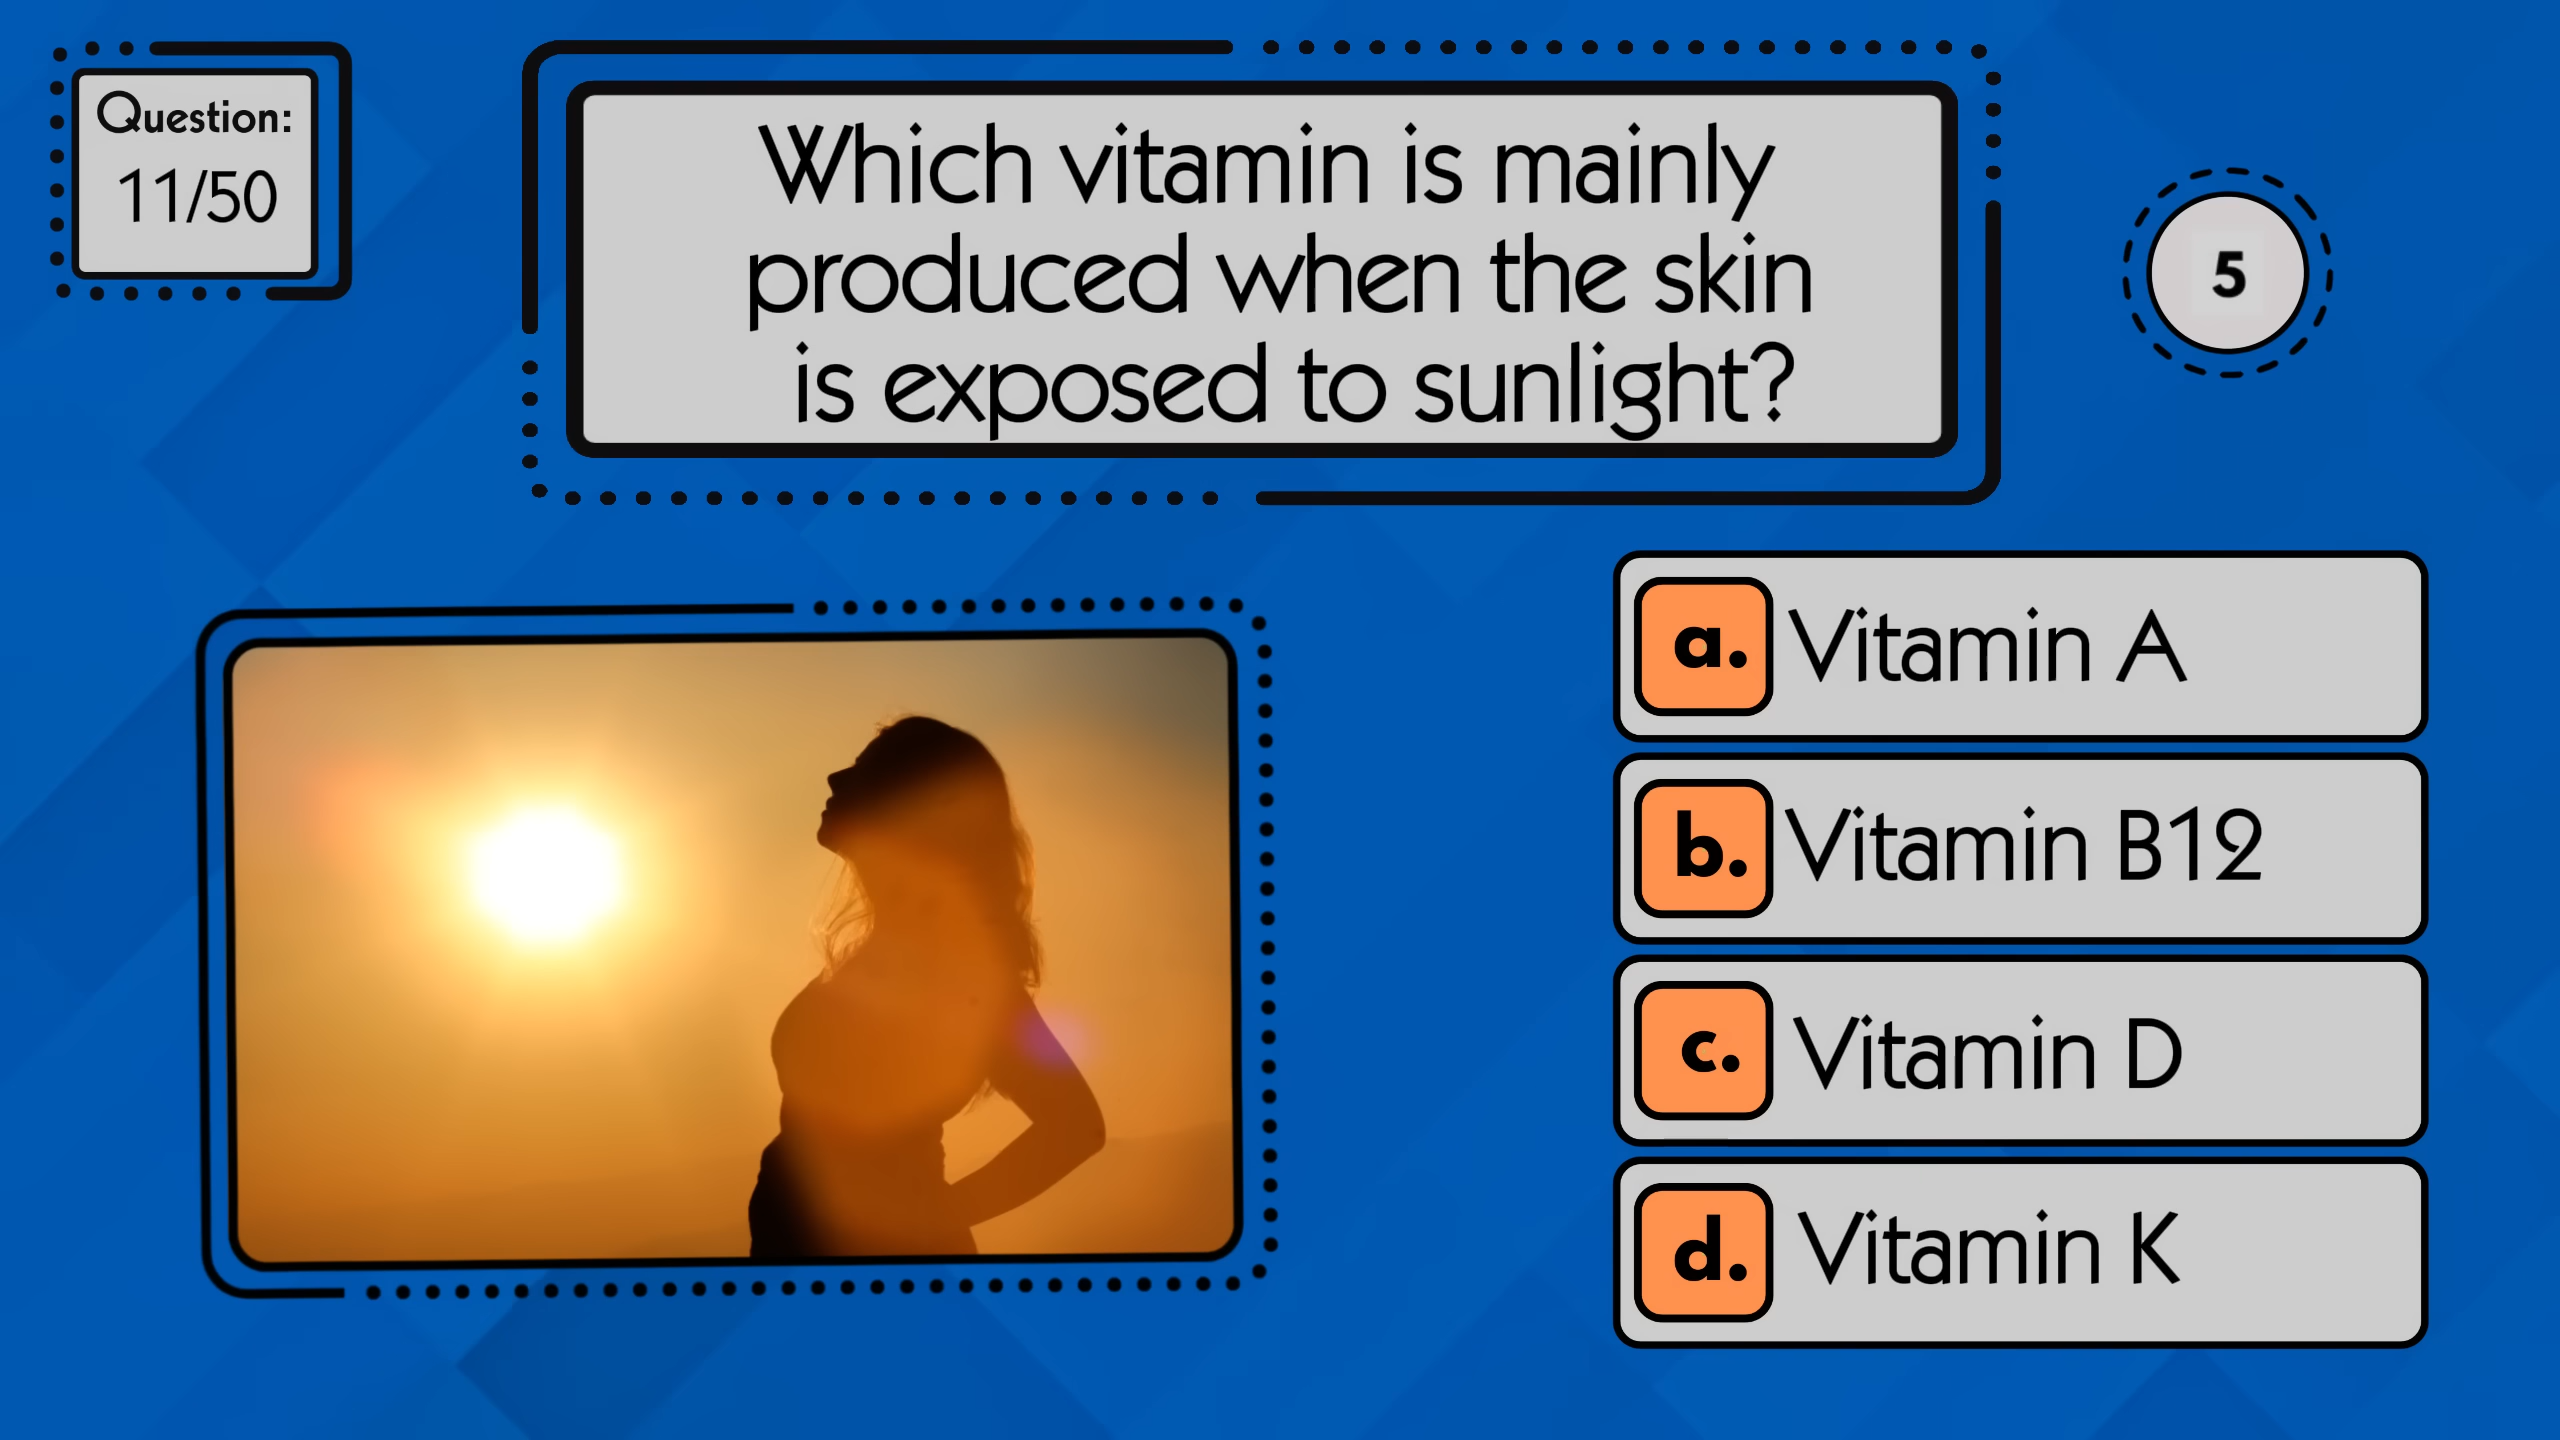 Question:
11/50
Which vitamin is mainly
produced when the skin
is exposed to sunlight?
5
a. Vitamin A
b. Vitamin B12
c. Vitamin D
d. Vitamin K